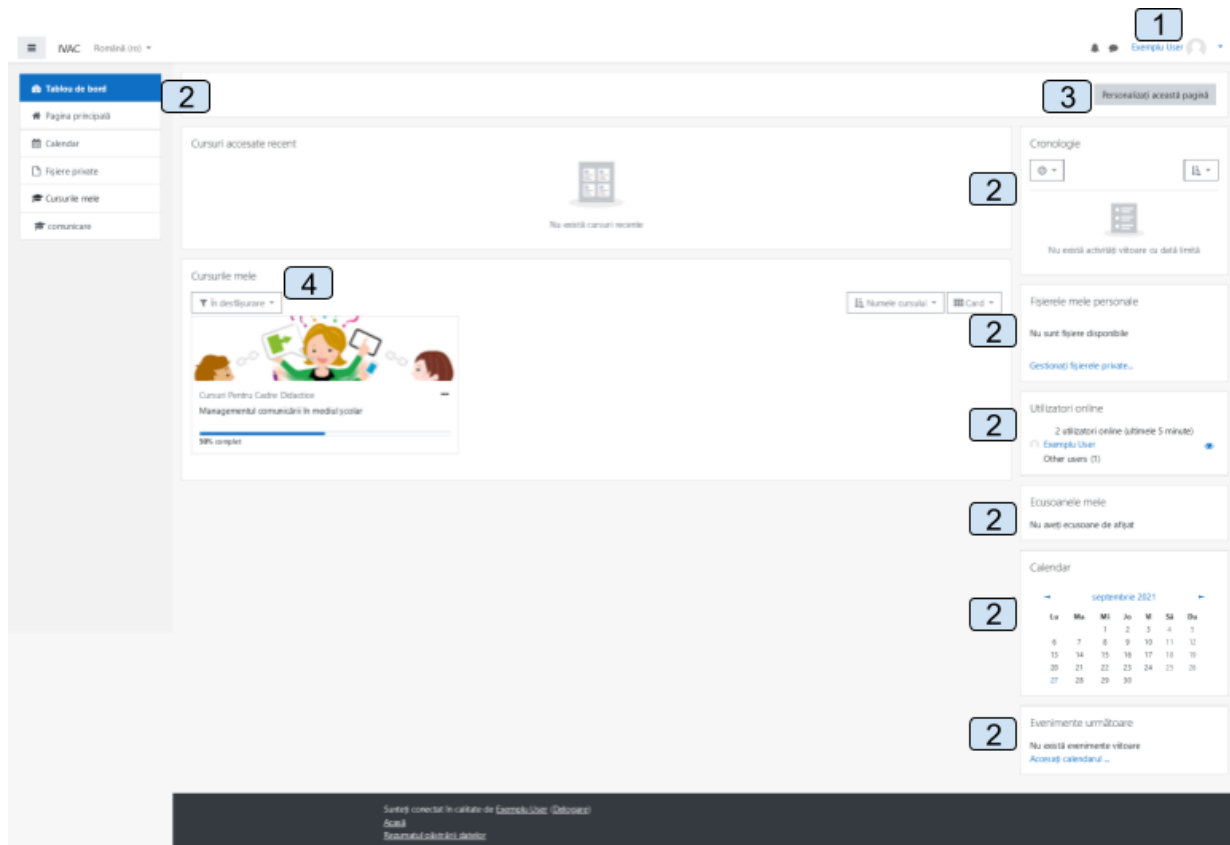 1
IVAC Română (ro)
Exemplu User
Tablou de bord
2
Pagina principală
Calendar
Fișiere private
Cursurile mele
comunicare
3
Personalizați această pagină
Cursuri accesate recent
Nu există cursuri recente
Cursurile mele
4
În desfășurare
Numele cursului
Card
Cursuri Pentru Cadre Didactice
Managementul comunicării în mediul școlar
50% complet
Cronologie
2
Nu există activități viitoare cu dată limită
Fișierele mele personale
2
Nu sunt fișiere disponibile
Gestionați fișierele private...
Utilizatori online
2
2 utilizatori online (ultimele 5 minute)
Exemplu User
Other users (1)
Ecusoanele mele
2
Nu aveți ecusoane de afișat
Calendar
septembrie 2021
2
Lu Ma Mi Jo Vi Sâ Du
1 2 3 4 5
6 7 8 9 10 11 12
13 14 15 16 17 18 19
20 21 22 23 24 25 26
27 28 29 30
Evenimente următoare
2
Nu există evenimente viitoare
Accesați calendarul ...
Sunteți conectat în calitate de Exemplu User (Delogare)
Acasă
Rezumatul păstrării datelor